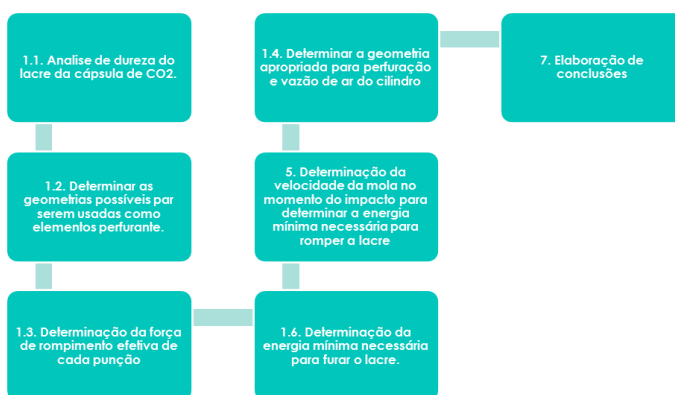 1.1. Analise de dureza do
lacre da cápsula de CO2.
1.2. Determinar as
geometrias possíveis par
serem usadas como
elementos perfurante.
1.3. Determinação da força
de rompimento efetiva de
cada punção
1.6. Determinação da
energia mínima necessária
para furar o lacre.
5. Determinação da
velocidade da mola no
momento do impacto para
determinar a energia
mínima necessária para
romper a lacre
1.4. Determinar a geometria
apropriada para perfuração
e vazão de ar do cilindro
7. Elaboração de
conclusões